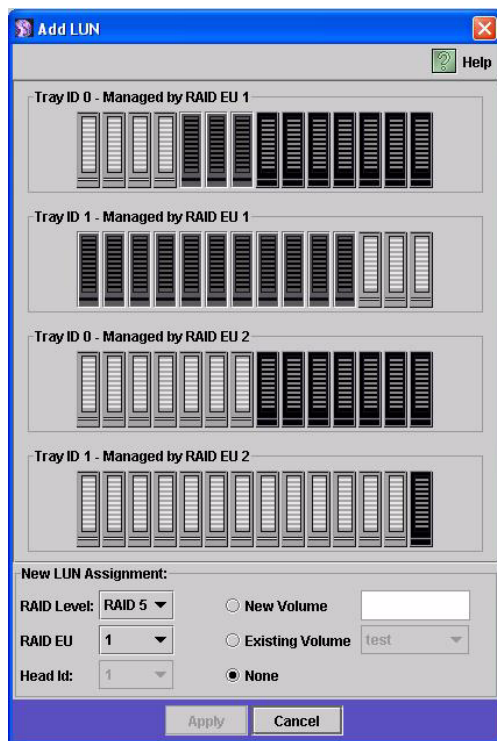 Add LUN
Help
Tray ID 0 - Managed by RAID EU 1
Tray ID 1 - Managed by RAID EU 1
Tray ID 0 - Managed by RAID EU 2
Tray ID 1 - Managed by RAID EU 2
New LUN Assignment:
RAID Level: RAID 5 New Volume
RAID EU 1 Existing Volume test
Head Id: 1 None
Apply Cancel